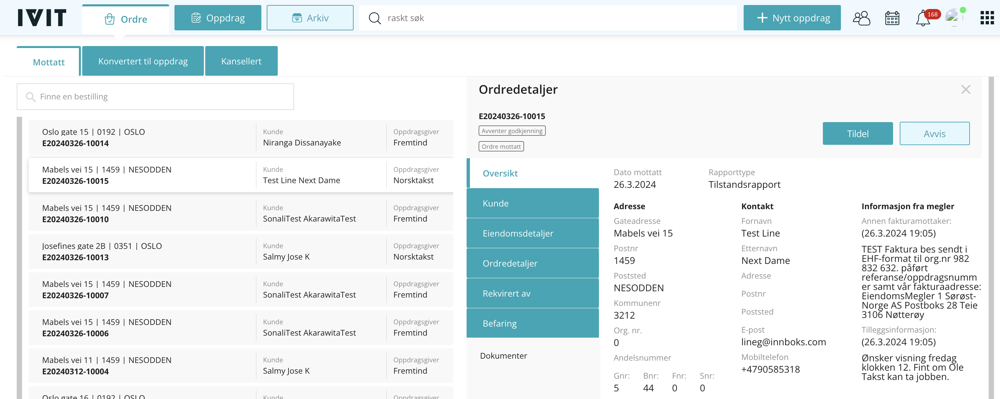 IVIT
Ordre
Oppdrag
Arkiv
raskt søk
Nytt oppdrag
168
Mottatt
Konvertert til oppdrag
Kansellert
Finne en bestilling
Oslo gate 15 | 0192 | OSLO
E20240326-10014
Kunde
Niranga Dissanayake
Oppdragsgiver
Fremtind
Mabels vei 15 | 1459 | NESODDEN
E20240326-10015
Kunde
Test Line Next Dame
Oppdragsgiver
Norsktakst
Mabels vei 15 | 1459 | NESODDEN
E20240326-10010
Kunde
SonaliTest AkarawitaTest
Oppdragsgiver
Fremtind
Josefines gate 2B | 0351 | OSLO
E20240326-10013
Kunde
Salmy Jose K
Oppdragsgiver
Norsktakst
Mabels vei 15 | 1459 | NESODDEN
E20240326-10007
Kunde
SonaliTest AkarawitaTest
Oppdragsgiver
Fremtind
Mabels vei 15 | 1459 | NESODDEN
E20240326-10006
Kunde
SonaliTest AkarawitaTest
Oppdragsgiver
Fremtind
Mabels vei 11 | 1459 | NESODDEN
E20240312-10004
Kunde
Salmy Jose K
Oppdragsgiver
Fremtind
Oslo gate 16 | 0192 | OSLO
Kunde
Oppdragsgiver
Ordredetaljer
E20240326-10015
Avventer godkjenning
Ordre mottatt
Tildel
Avvis
Oversikt
Kunde
Eiendomsdetaljer
Ordredetaljer
Rekvirert av
Befaring
Dokumenter
Dato mottatt
26.3.2024
Rapporttype
Tilstandsrapport
Adresse
Gateadresse
Mabels vei 15
Postnr
1459
Poststed
NESODDEN
Kommunenr
3212
Org. nr.
0
Andelsnummer
Gnr: Bnr: Fnr: Snr:
5 44 0 0
Kontakt
Fornavn
Test Line
Etternavn
Next Dame
Adresse
Postnr
Poststed
E-post
lineg@innboks.com
Mobiltelefon
+4790585318
Informasjon fra megler
Annen fakturamottaker:
(26.3.2024 19:05)
TEST Faktura bes sendt i
EHF-format til org.nr 982
832 632. påført
referanse/oppdragsnumm
er samt vår fakturaadresse:
EiendomsMegler 1 Sørøst-
Norge AS Postboks 28 Teie
3106 Nøtterøy
Tilleggsinformasjon:
(26.3.2024 19:05)
Ønsker visning fredag
klokken 12. Fint om Ole
Takst kan ta jobben.